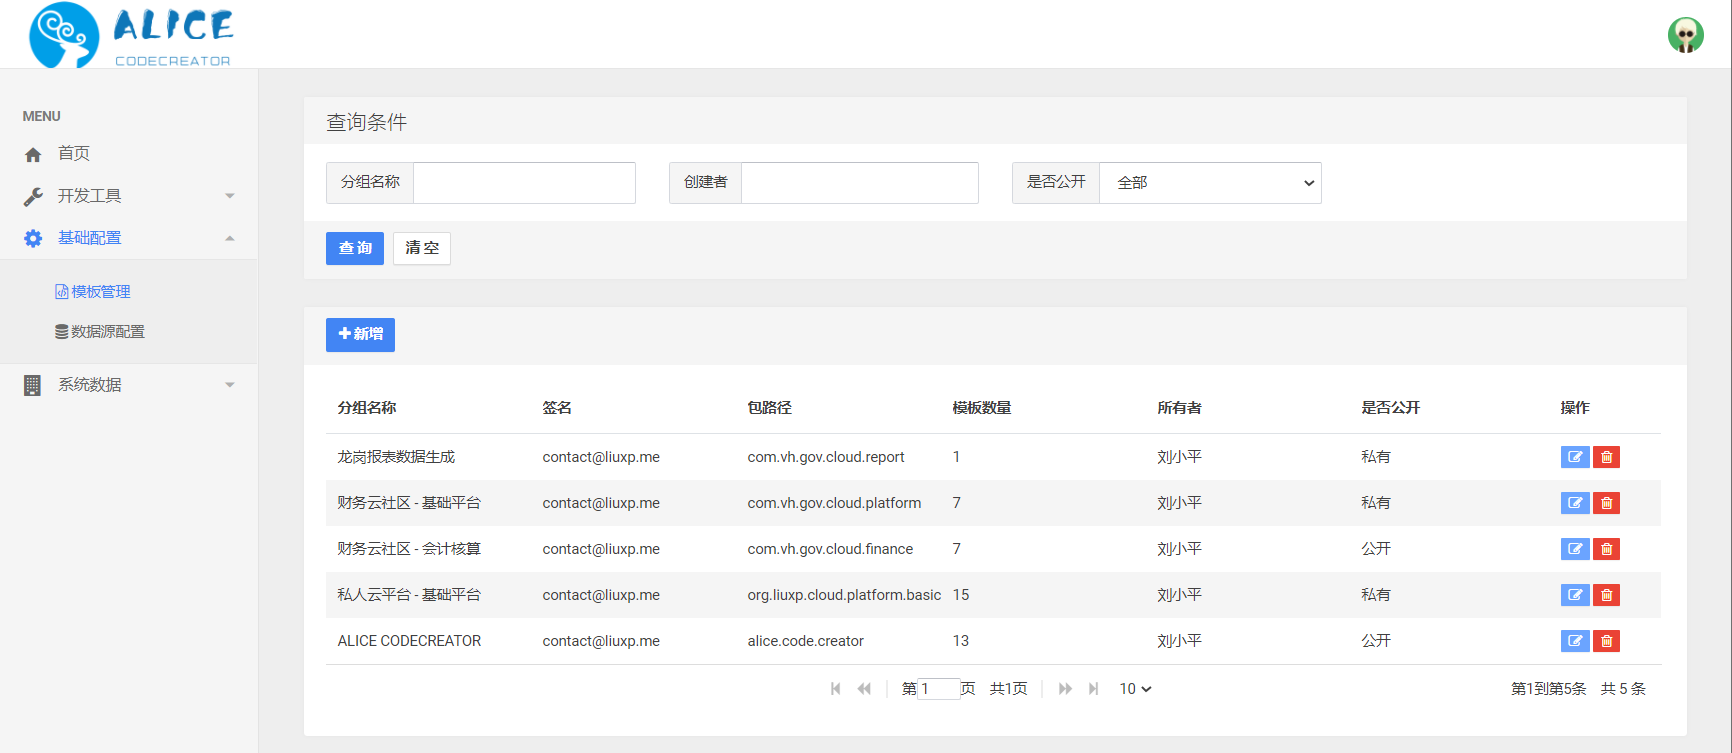 ALICE
CODECREATOR
MENU
首页
开发工具
基础配置
模板管理
数据源配置
系统数据
查询条件
分组名称
创建者
是否公开 全部
查询 清空
新增
分组名称 签名 包路径 模板数量 所有者 是否公开 操作
龙岗报表数据生成 contact@liuxp.me com.vh.gov.cloud.report 1 刘小平 私有
财务云社区 - 基础平台 contact@liuxp.me com.vh.gov.cloud.platform 7 刘小平 私有
财务云社区 - 会计核算 contact@liuxp.me com.vh.gov.cloud.finance 7 刘小平 公开
私人云平台 - 基础平台 contact@liuxp.me org.liuxp.cloud.platform.basic 15 刘小平 私有
ALICE CODECREATOR contact@liuxp.me alice.code.creator 13 刘小平 公开
第 1 页 共1页 10 第1到第5条 共 5 条